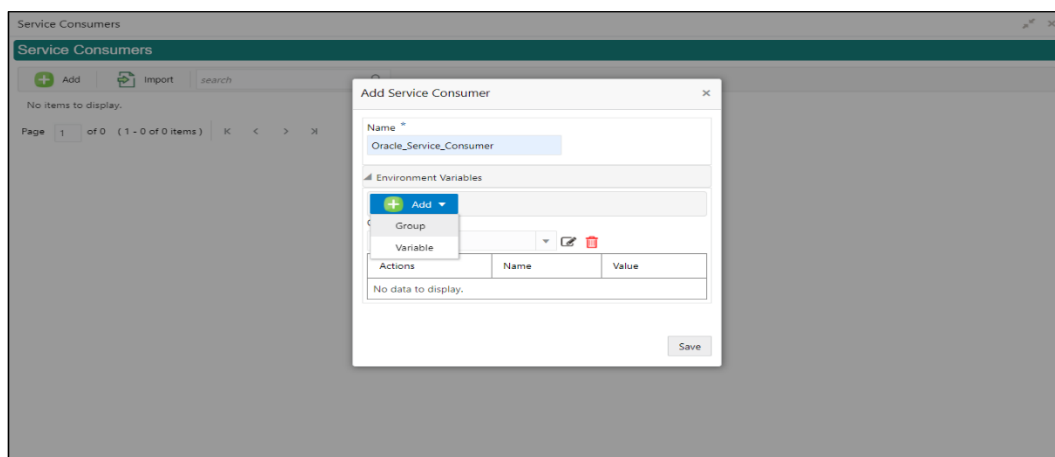 Service Consumers
Service Consumers
Add Import search
No items to display.
Page 1 of 0 (1 - 0 of 0 items)
Add Service Consumer
Name *
Oracle_Service_Consumer
Environment Variables
Add
Group
Variable
Actions Name Value
No data to display.
Save